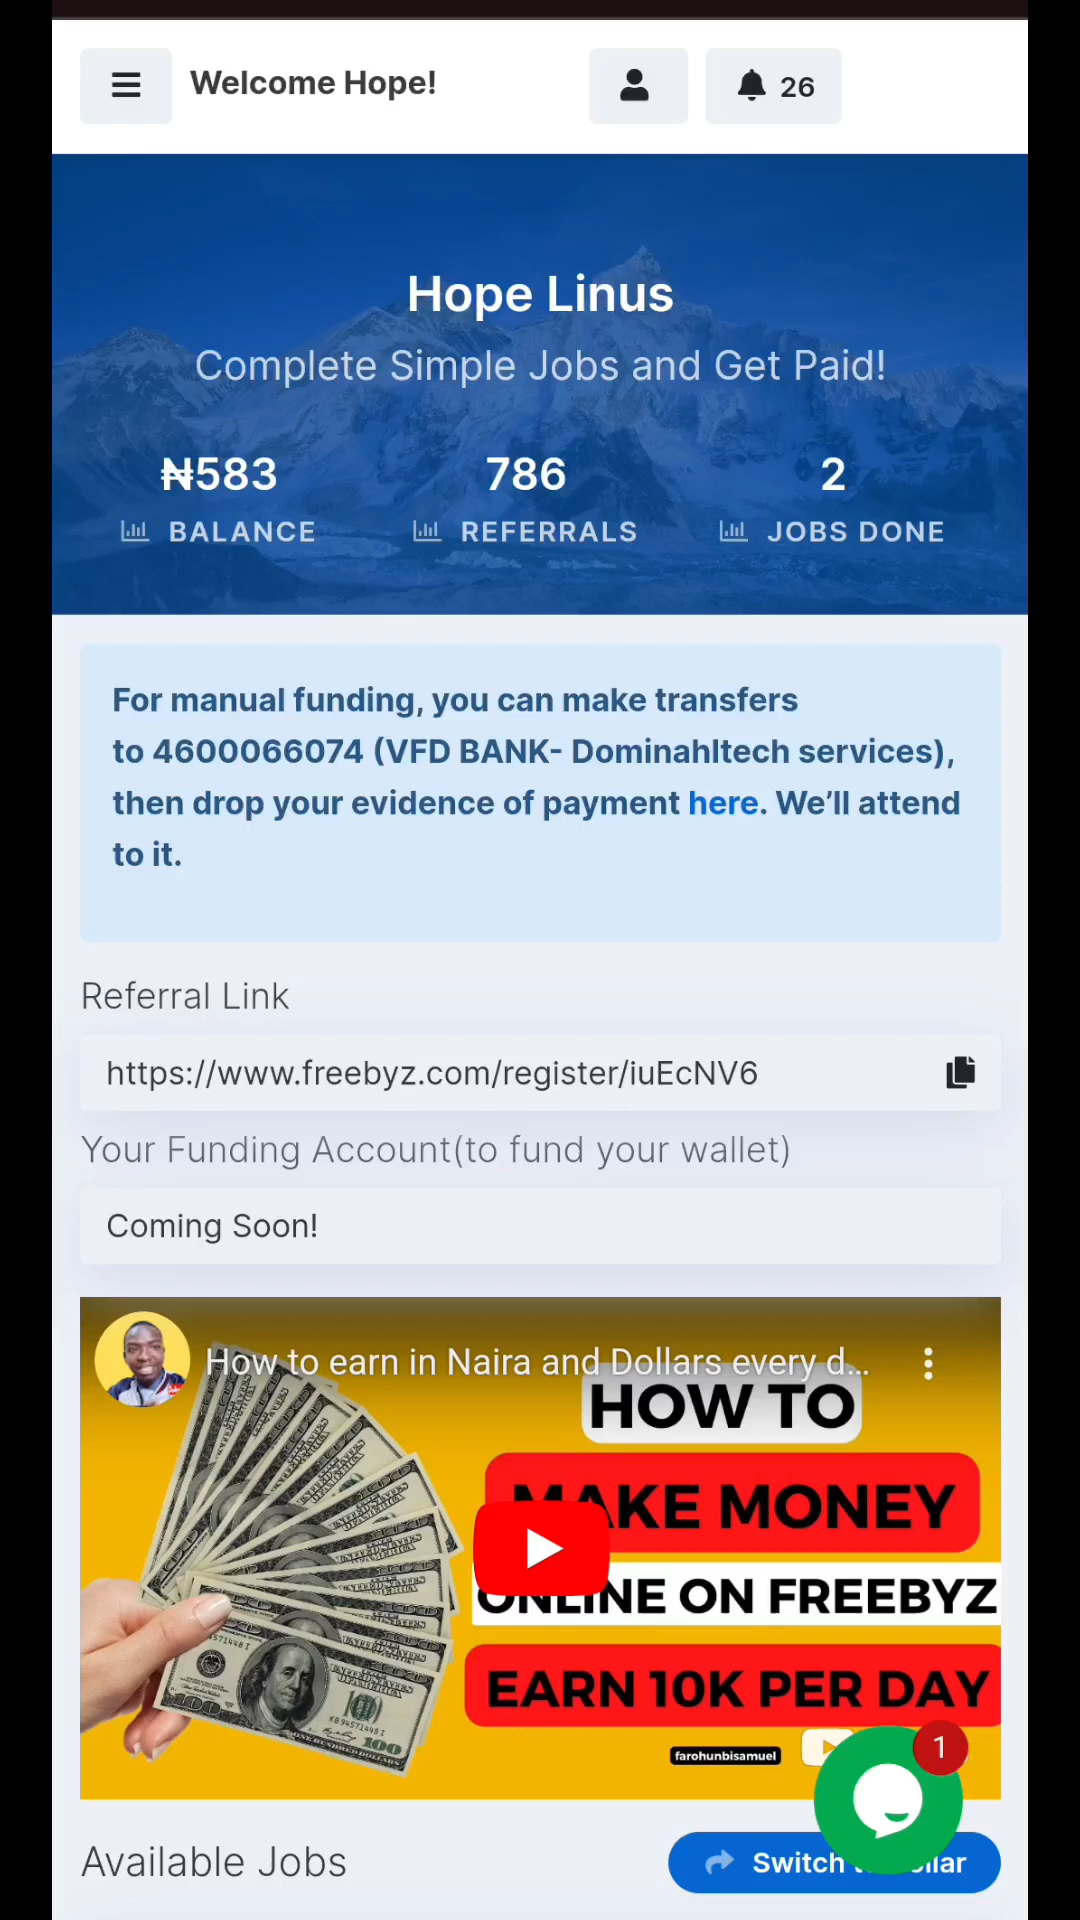 Welcome Hope!
26
Hope Linus
Complete Simple Jobs and Get Paid!
₦583
786
2
BALANCE
REFERRALS
JOBS DONE
For manual funding, you can make transfers
to 4600066074 (VFD BANK- Dominahltech services),
then drop your evidence of payment here. We’ll attend
to it.
Referral Link
https://www.freebyz.com/register/iuEcNV6
Your Funding Account(to fund your wallet)
Coming Soon!
How to earn in Naira and Dollars every d...
HOW TO
MAKE MONEY
ONLINE ON FREEBYZ
EARN 10K PER DAY
farohunbisamuel
1
Available Jobs
Switch